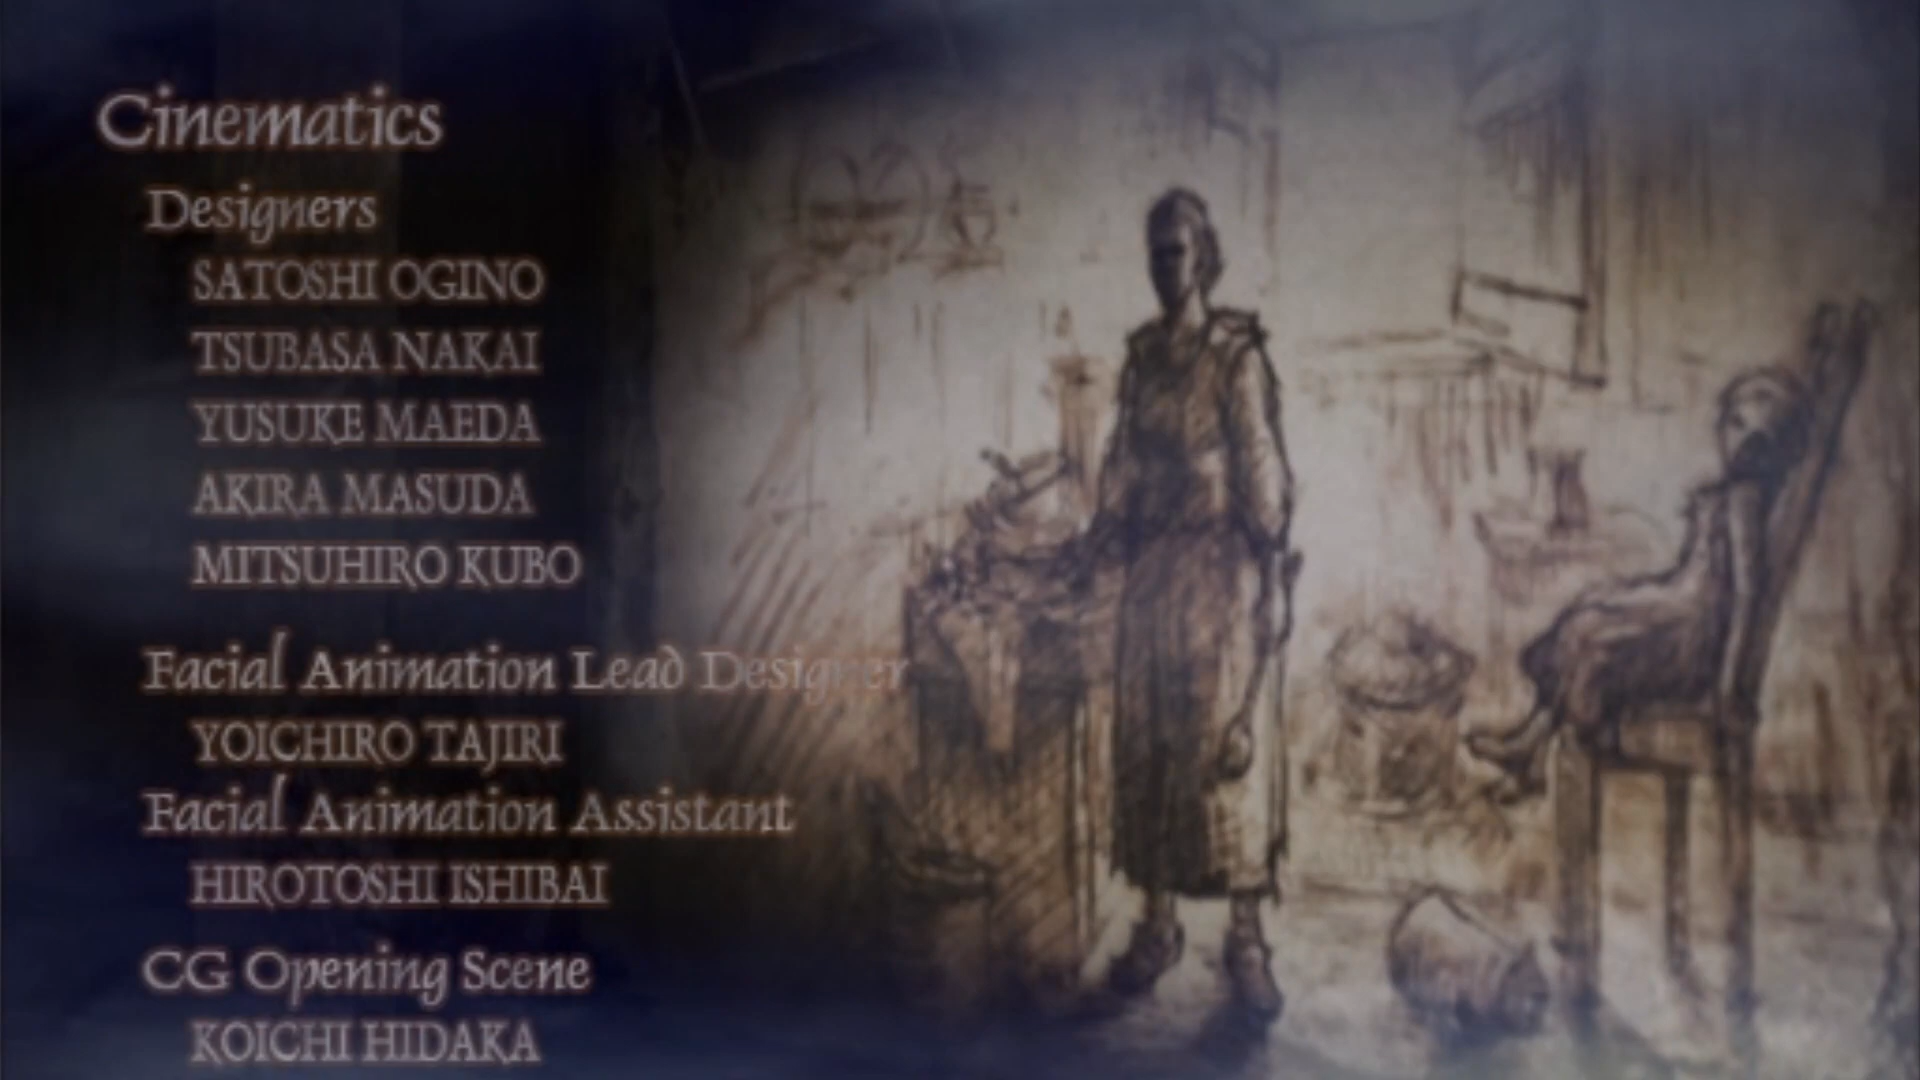 Cinematics
Designers
SATOSHI OGINO
TSUBASA NAKAI
YUSUKE MAEDA
AKIRA MASUDA
MITSUHIRO KUBO
Facial Animation Lead Designer
YOICHIRO TAJIRI
Facial Animation Assistant
HIROTOSHI ISHIBAI
CG Opening Scene
KOICHI HIDAKA